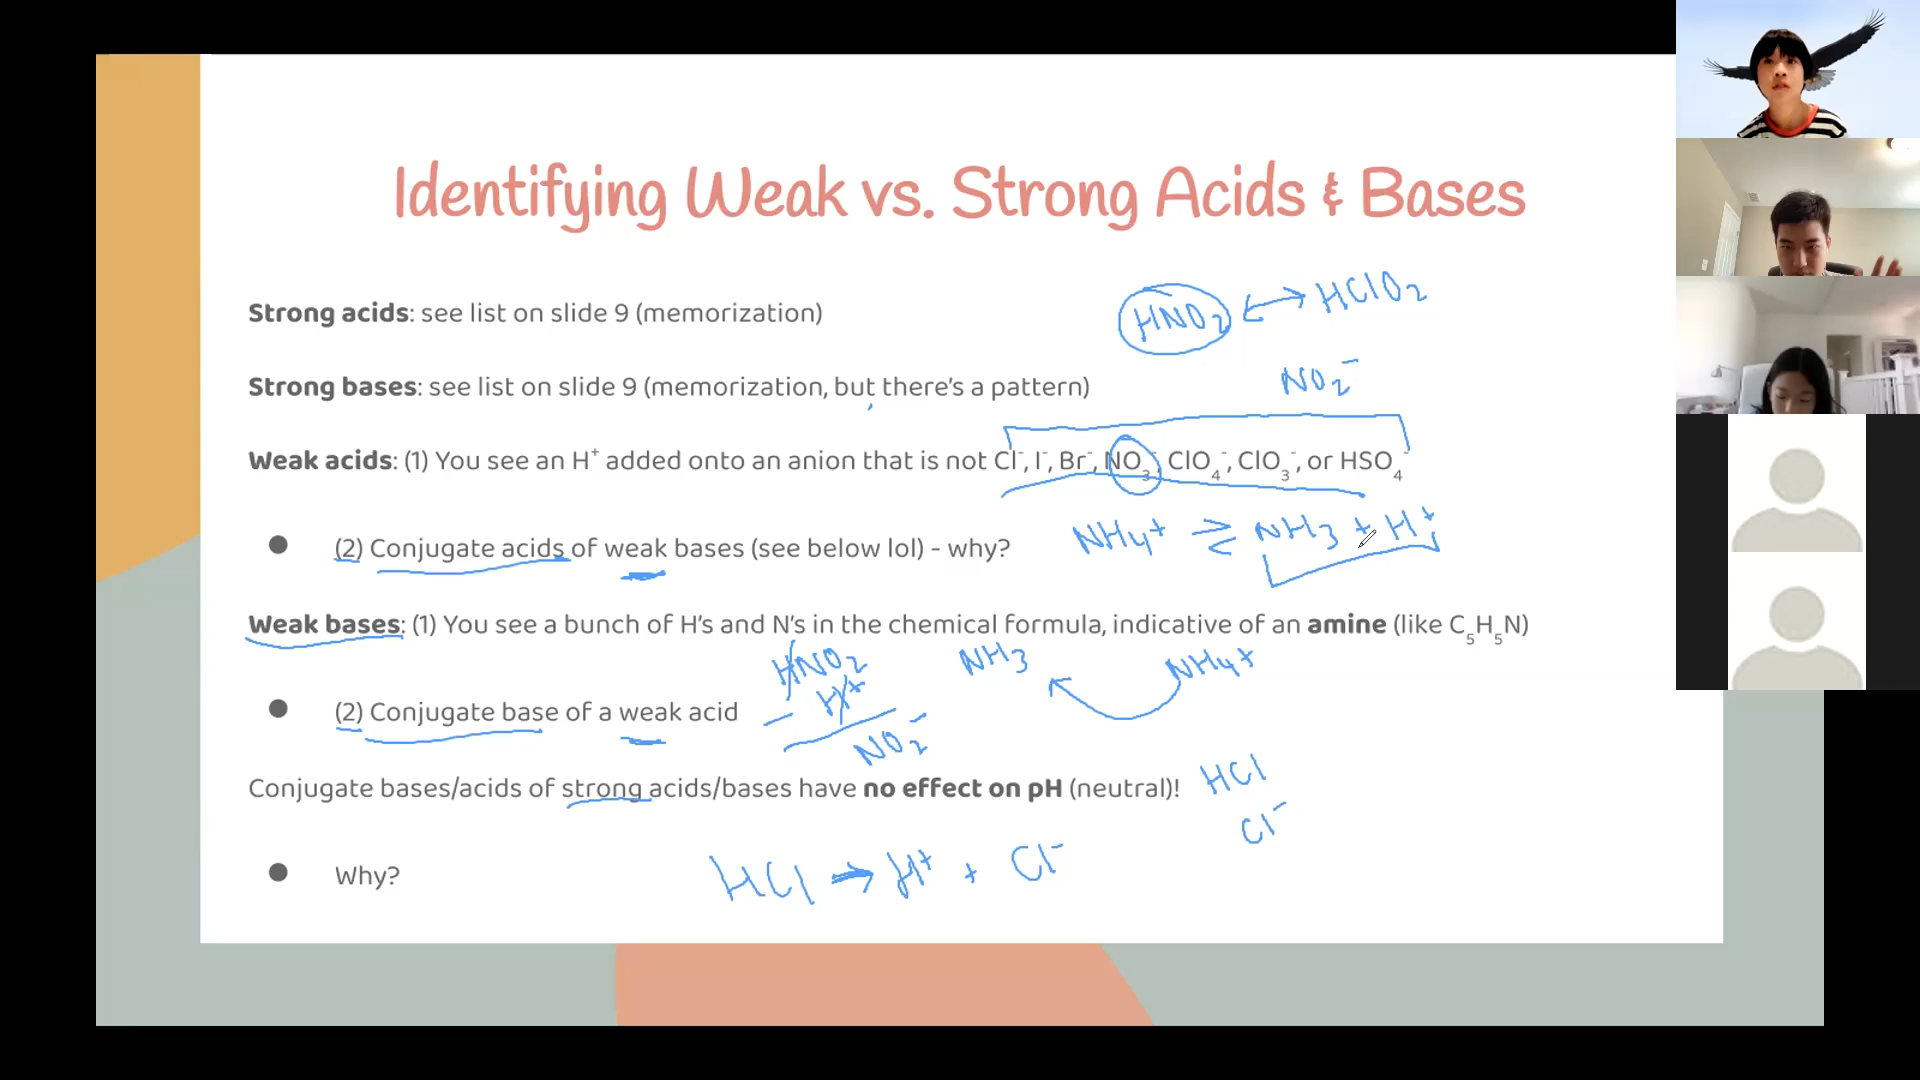 Identifying Weak vs. Strong Acids & Bases
Strong acids: see list on slide 9 (memorization)
HNO₂ ↔ HClO₂
Strong bases: see list on slide 9 (memorization, but there's a pattern)
NO₂⁻
Weak acids: (1) You see an H⁺ added onto an anion that is not Cl⁻, I⁻, Br⁻, NO₃⁻, ClO₄⁻, ClO₃⁻, or HSO₄⁻
● (2) Conjugate acids of weak bases (see below lol) - why?
NH₄⁺ ⇌ NH₃ + H⁺
Weak bases: (1) You see a bunch of H's and N's in the chemical formula, indicative of an amine (like C₅H₅N)
HNO₂
NH₃ NH₄⁺
● (2) Conjugate base of a weak acid
− H⁺
NO₂⁻
Conjugate bases/acids of strong acids/bases have no effect on pH (neutral)!
HCl
Cl⁻
● Why?
HCl → H⁺ + Cl⁻